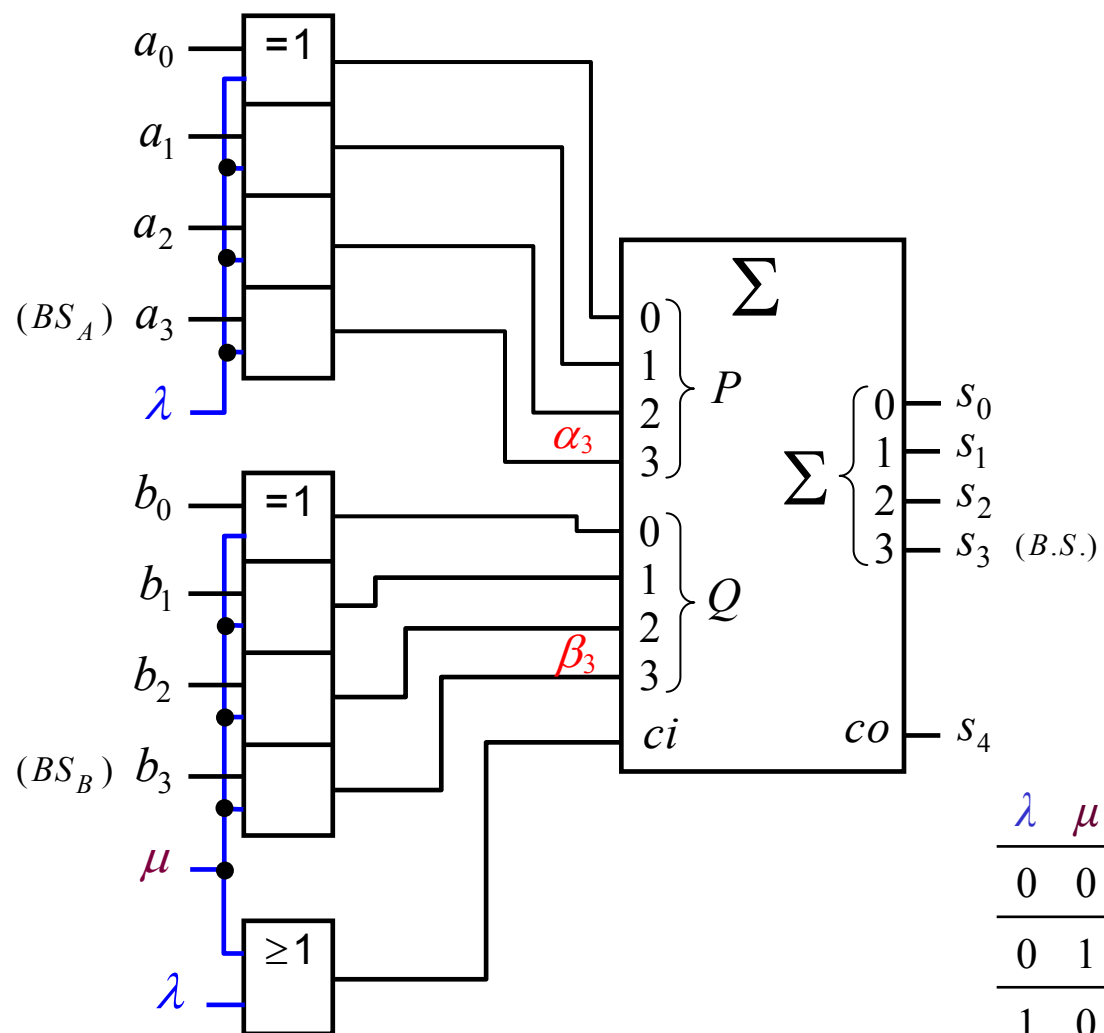 a₀ =1
a₁
a₂
(BS_A) a₃
λ
b₀ =1
b₁
b₂
(BS_B) b₃
μ
≥1
λ
α₃
β₃
Σ
0
1
2
3
P
0
1
2
3
Q
ci
Σ
0 s₀
1 s₁
2 s₂
3 s₃ (B.S.)
co s₄
λ μ
0 0
0 1
1 0